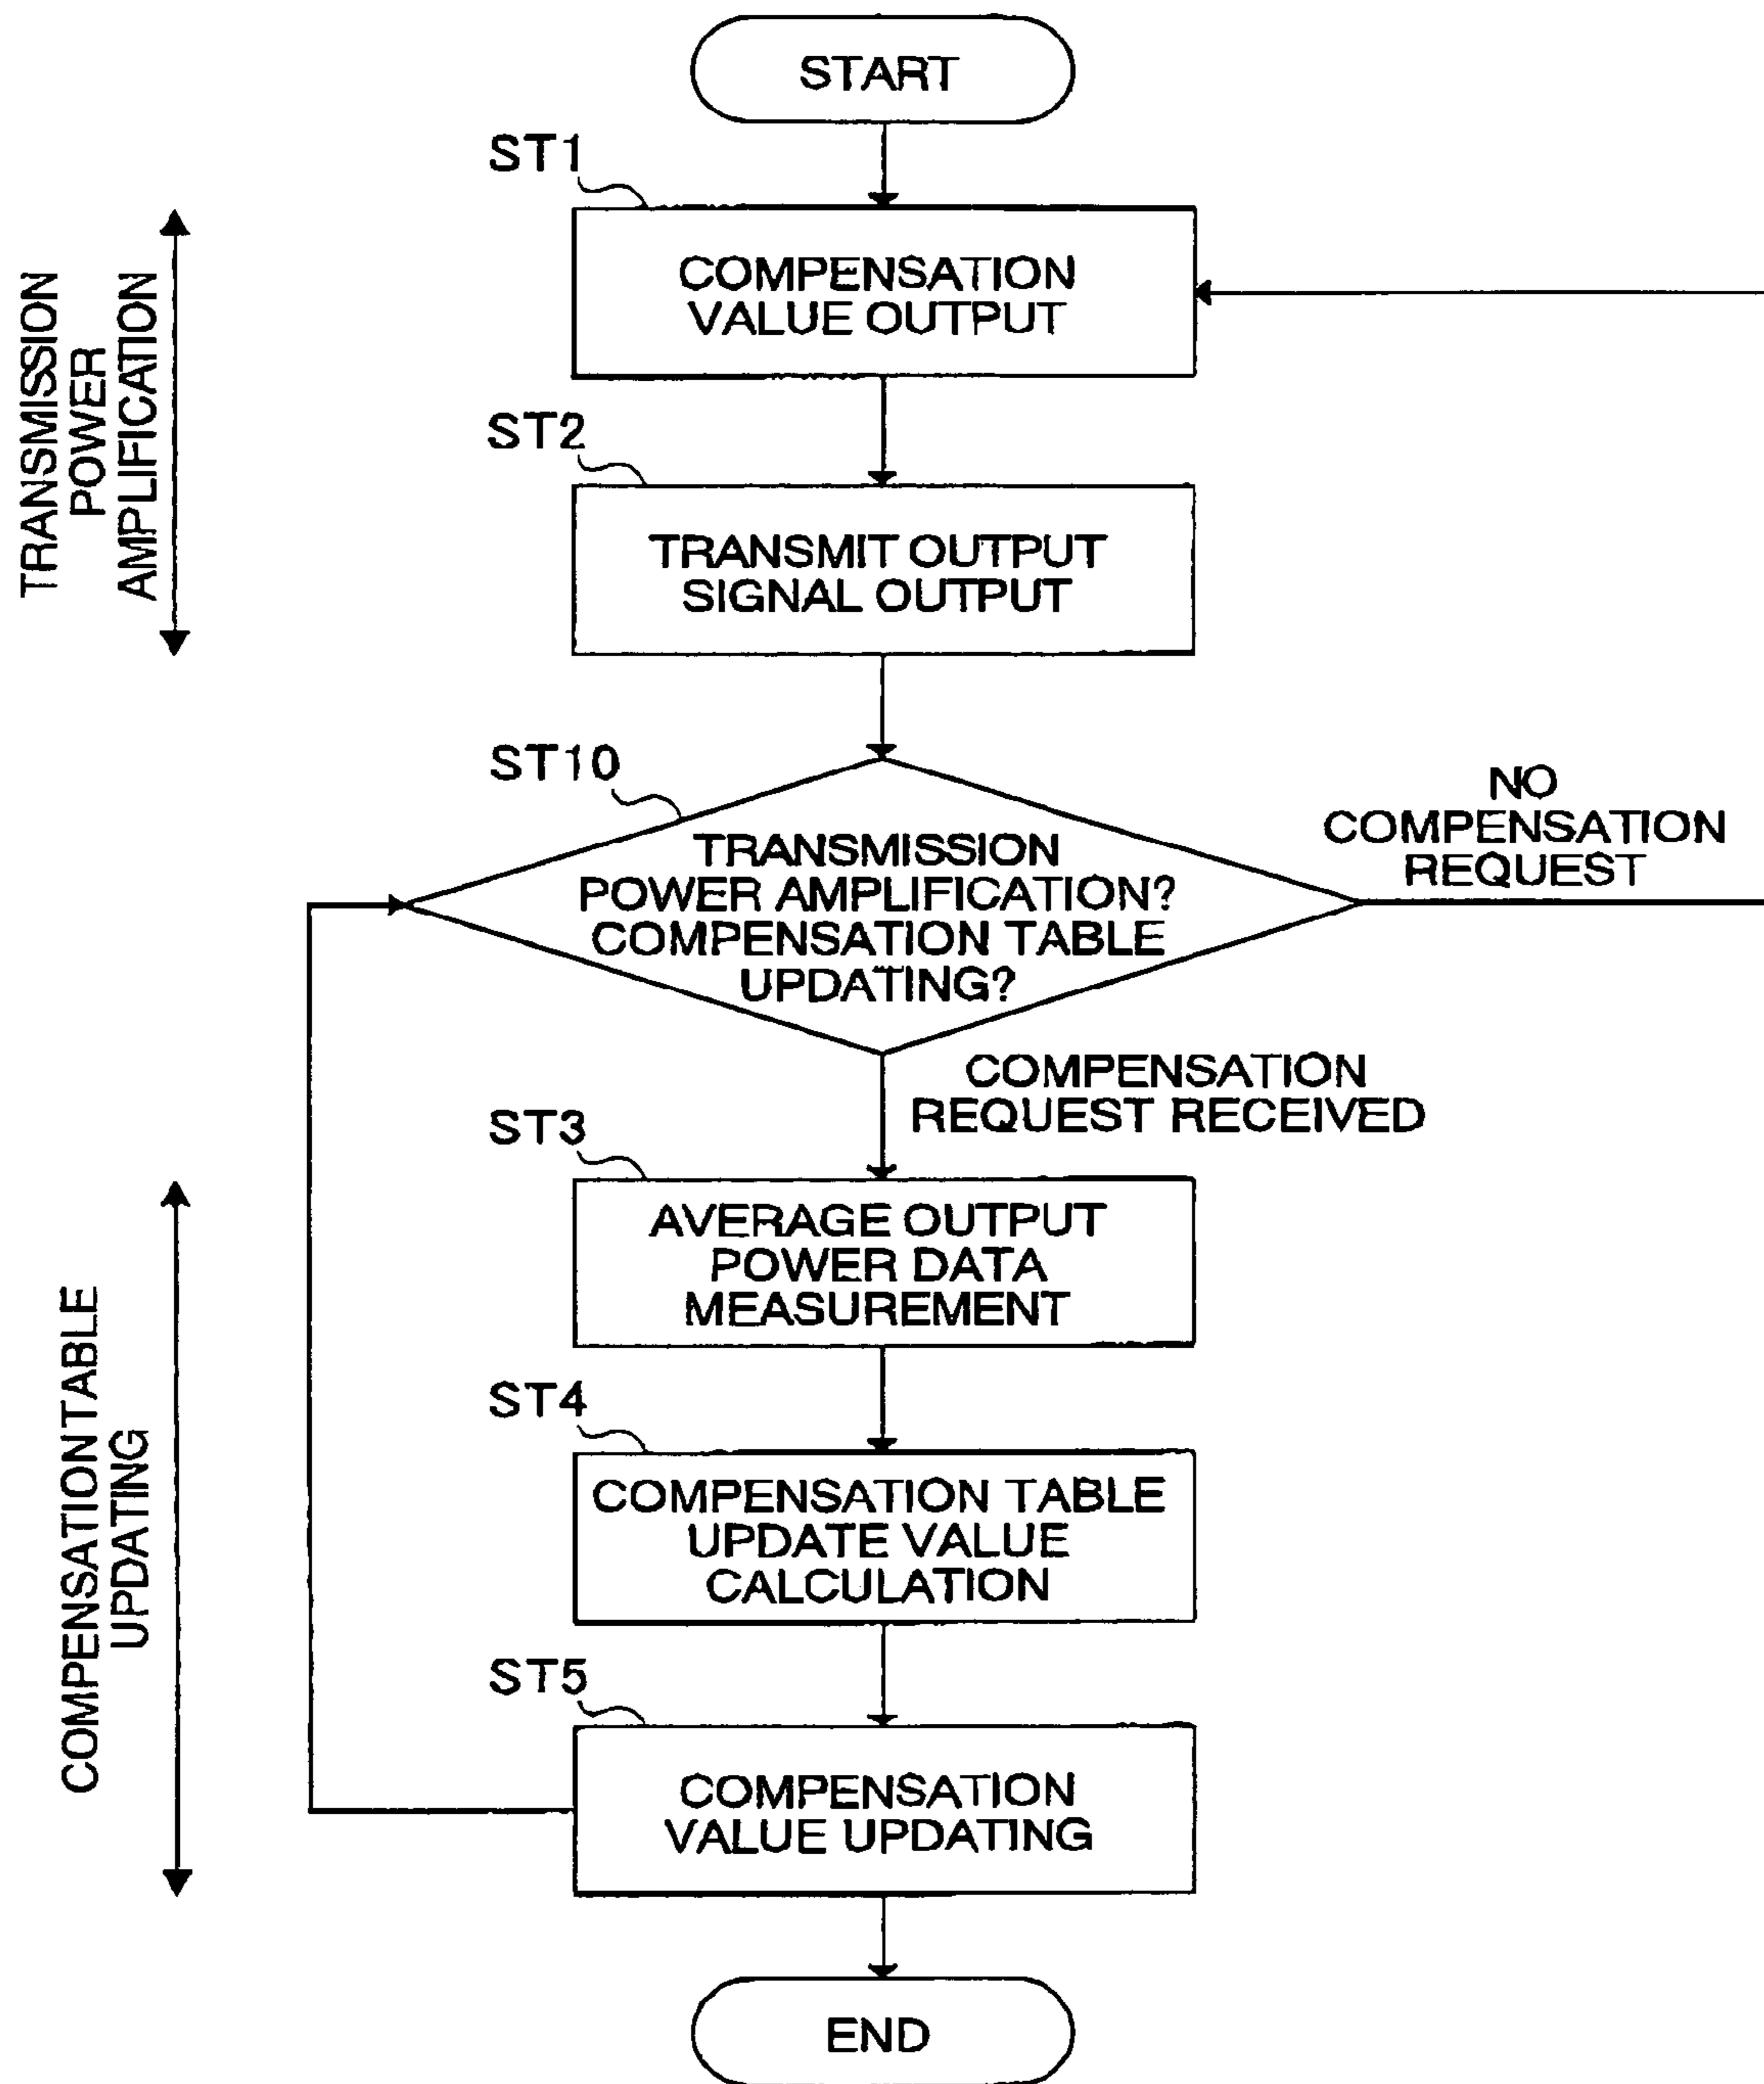 START
ST1
COMPENSATION
VALUE OUTPUT
TRANSMISSION
POWER
AMPLIFICATION
ST2
TRANSMIT OUTPUT
SIGNAL OUTPUT
ST10
TRANSMISSION
POWER AMPLIFICATION?
COMPENSATION TABLE
UPDATING?
NO
COMPENSATION
REQUEST
COMPENSATION
REQUEST RECEIVED
ST3
AVERAGE OUTPUT
POWER DATA
MEASUREMENT
COMPENSATION TABLE
UPDATING
ST4
COMPENSATION TABLE
UPDATE VALUE
CALCULATION
ST5
COMPENSATION
VALUE UPDATING
END